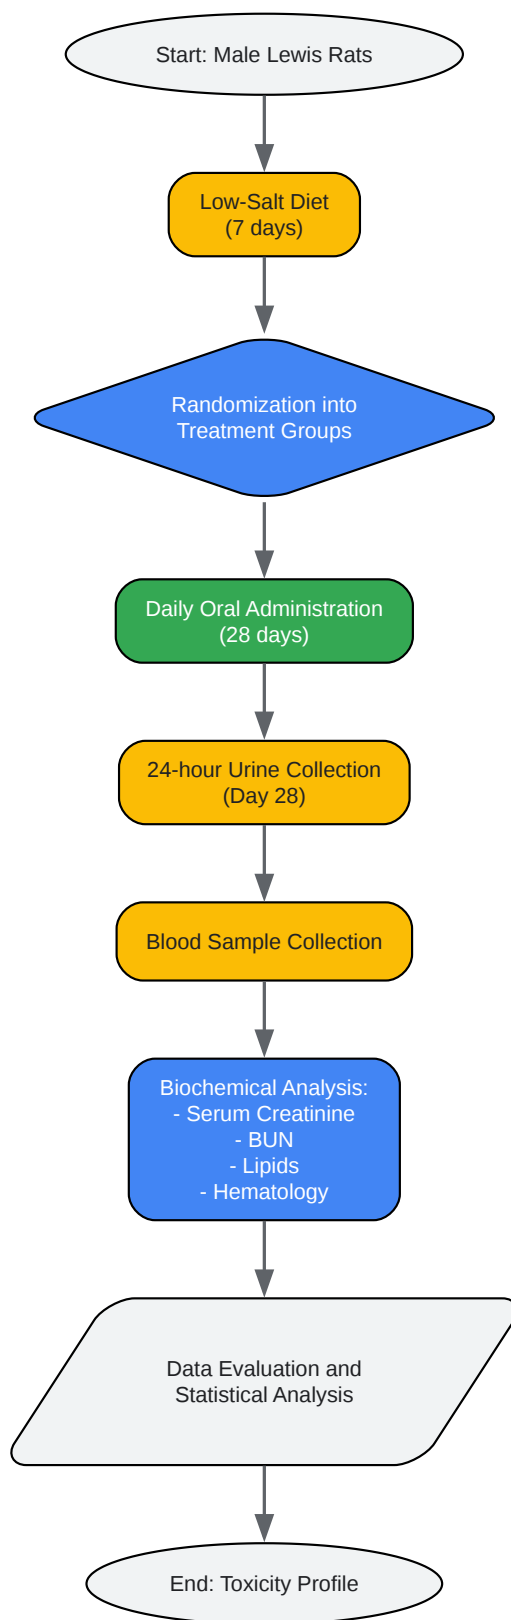 Start: Male Lewis Rats
Low-Salt Diet
(7 days)
Randomization into
Treatment Groups
Daily Oral Administration
(28 days)
24-hour Urine Collection
(Day 28)
Blood Sample Collection
Biochemical Analysis:
- Serum Creatinine
- BUN
- Lipids
- Hematology
Data Evaluation and
Statistical Analysis
End: Toxicity Profile